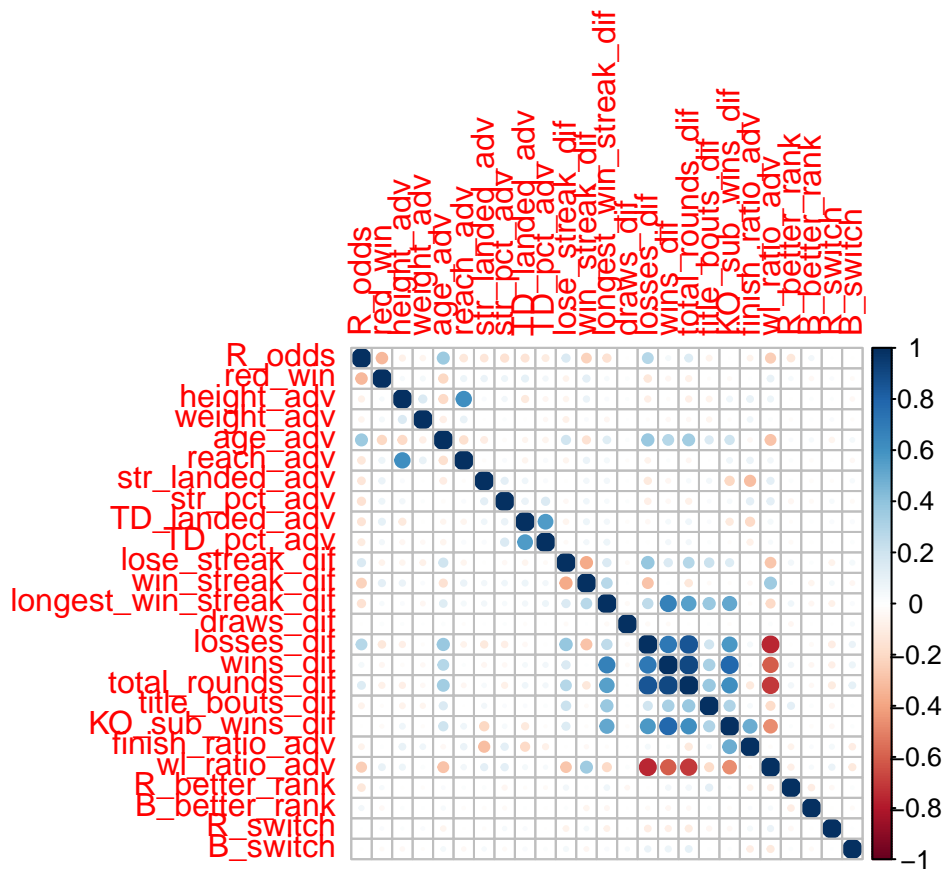 R_odds
red_win
height_adv
weight_adv
age_adv
reach_adv
str_landed_adv
str_pct_adv
TD_landed_adv
TD_pct_adv
lose_streak_dif
win_streak_dif
longest_win_streak_dif
draws_dif
losses_dif
wins_dif
total_rounds_dif
title_bouts_dif
KO_sub_wins_dif
finish_ratio_adv
wl_ratio_adv
R_better_rank
B_better_rank
R_switch
B_switch
R_odds
red_win
height_adv
weight_adv
age_adv
reach_adv
str_landed_adv
str_pct_adv
TD_landed_adv
TD_pct_adv
lose_streak_dif
win_streak_dif
longest_win_streak_dif
draws_dif
losses_dif
wins_dif
total_rounds_dif
title_bouts_dif
KO_sub_wins_dif
finish_ratio_adv
wl_ratio_adv
R_better_rank
B_better_rank
R_switch
B_switch
1
0.8
0.6
0.4
0.2
0
−0.2
−0.4
−0.6
−0.8
−1